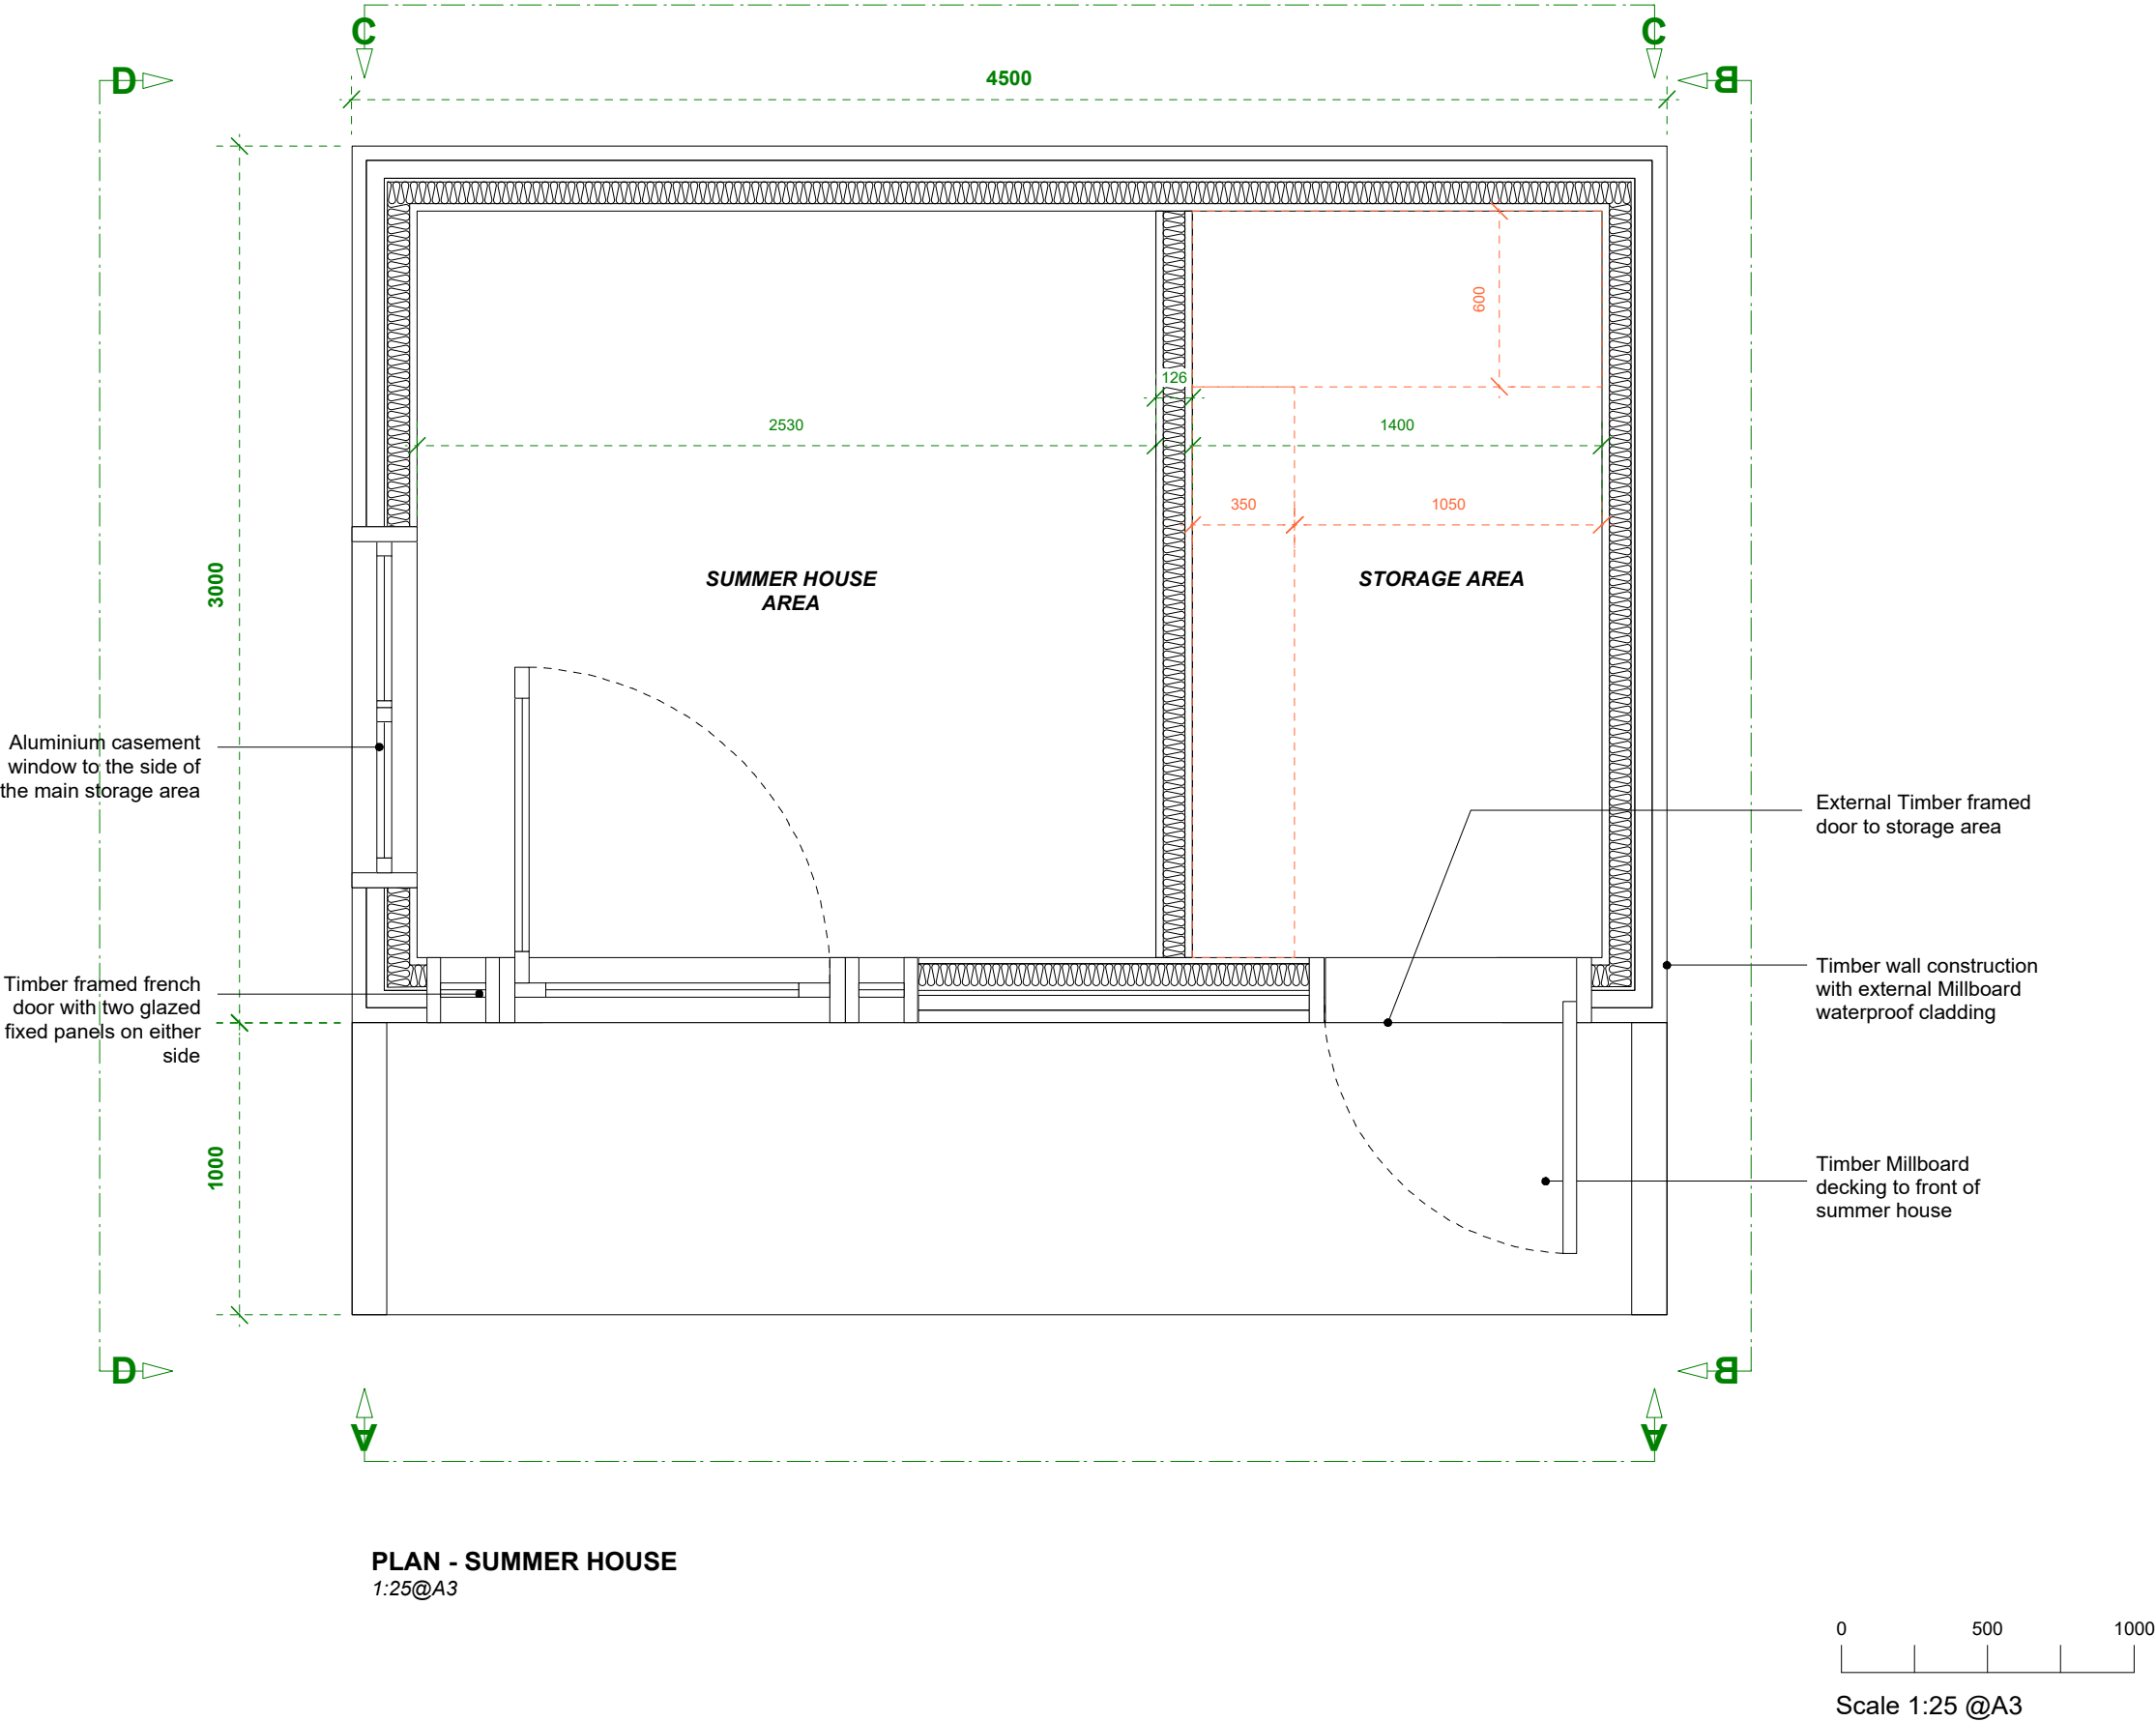 C
C
D
B
4500
600
126
2530
1400
350
1050
3000
SUMMER HOUSE
AREA
STORAGE AREA
Aluminium casement
window to the side of
the main storage area
External Timber framed
door to storage area
Timber framed french
door with two glazed
fixed panels on either
side
Timber wall construction
with external Millboard
waterproof cladding
1000
Timber Millboard
decking to front of
summer house
D
B
A
A
PLAN - SUMMER HOUSE
1:25@A3
0
500
1000
Scale 1:25 @A3